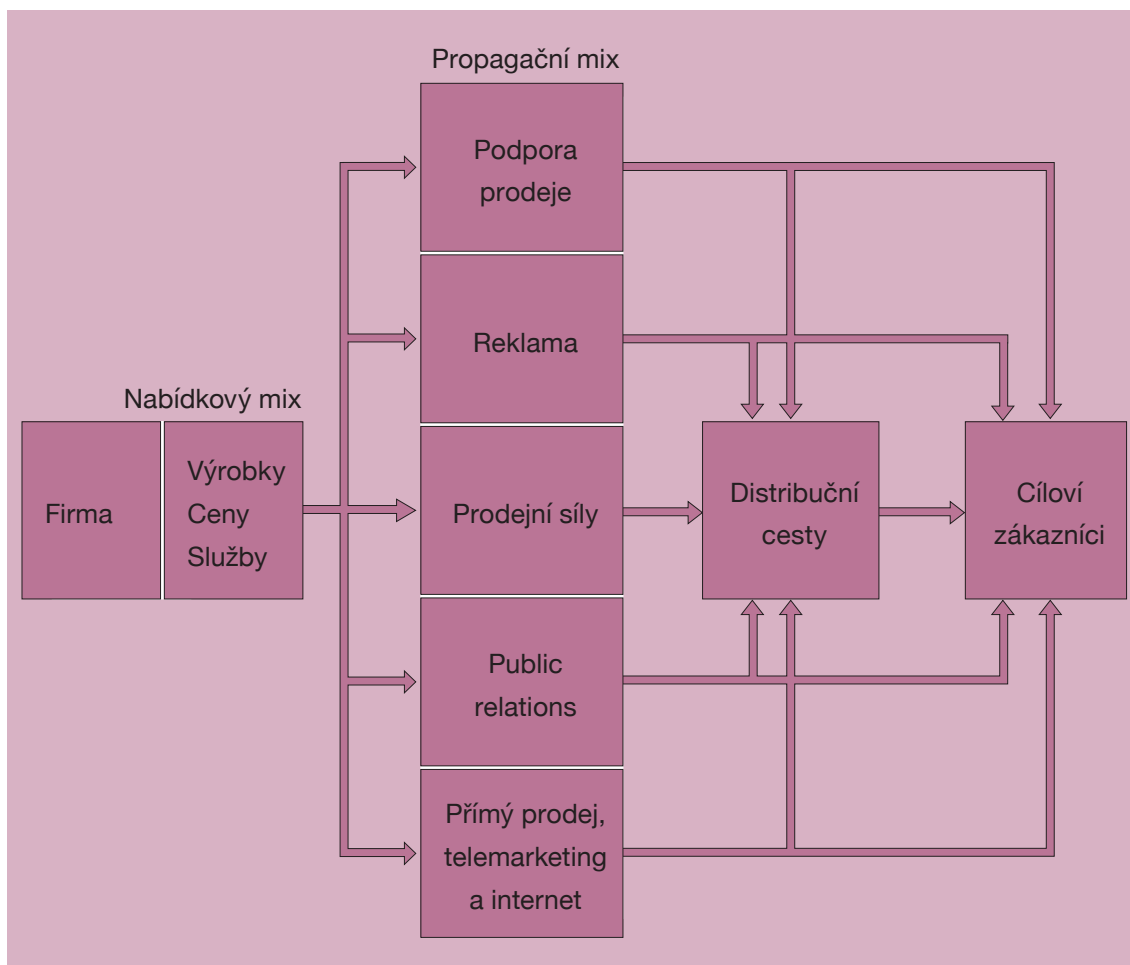 Propagační mix
Podpora
prodeje
Reklama
Nabídkový mix
Firma
Výrobky
Ceny
Služby
Prodejní síly
Distribuční
cesty
Cíloví
zákazníci
Public
relations
Přímý prodej,
telemarketing
a internet